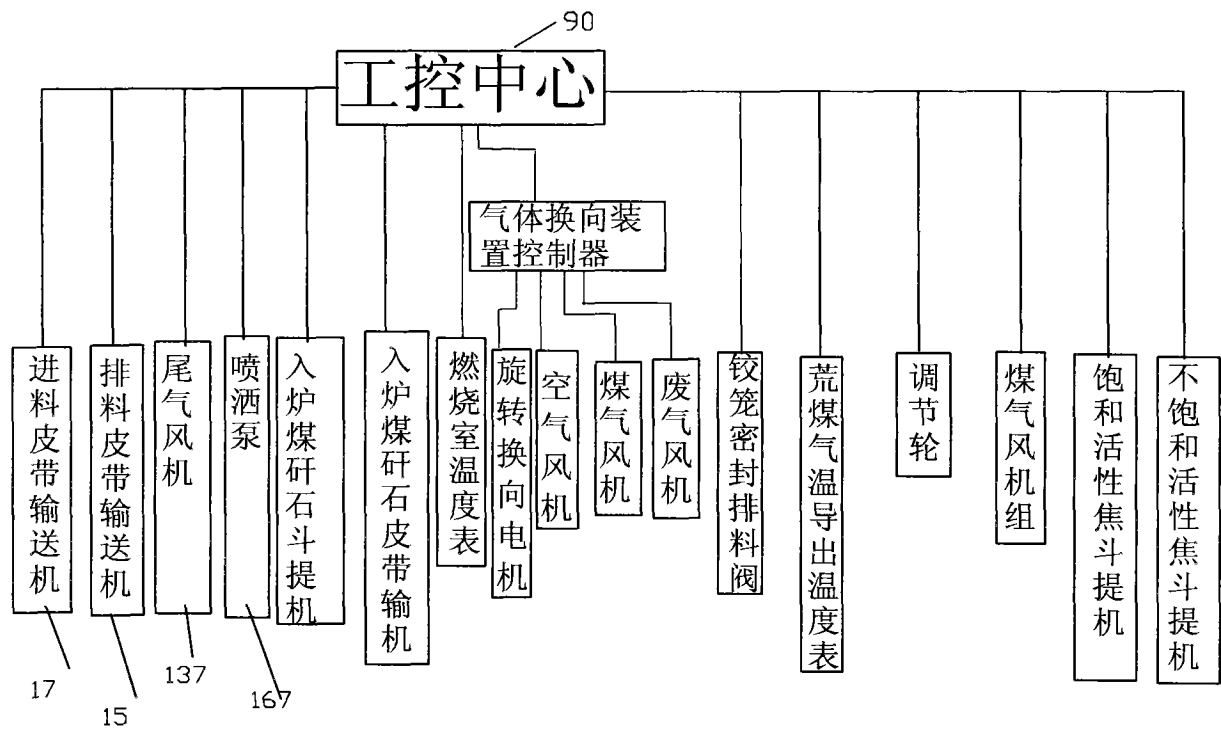 90
工控中心
气体换向装
置控制器
进料皮带输送机
排料皮带输送机
尾气风机
喷洒泵
入炉煤矸石斗提机
入炉煤矸石皮带输机
燃烧室温度表
旋转换向电机
空气风机
煤气风机
废气风机
铰笼密封排料阀
荒煤气温导出温度表
调节轮
煤气风机组
饱和活性焦斗提机
不饱和活性焦斗提机
17
15
137
167